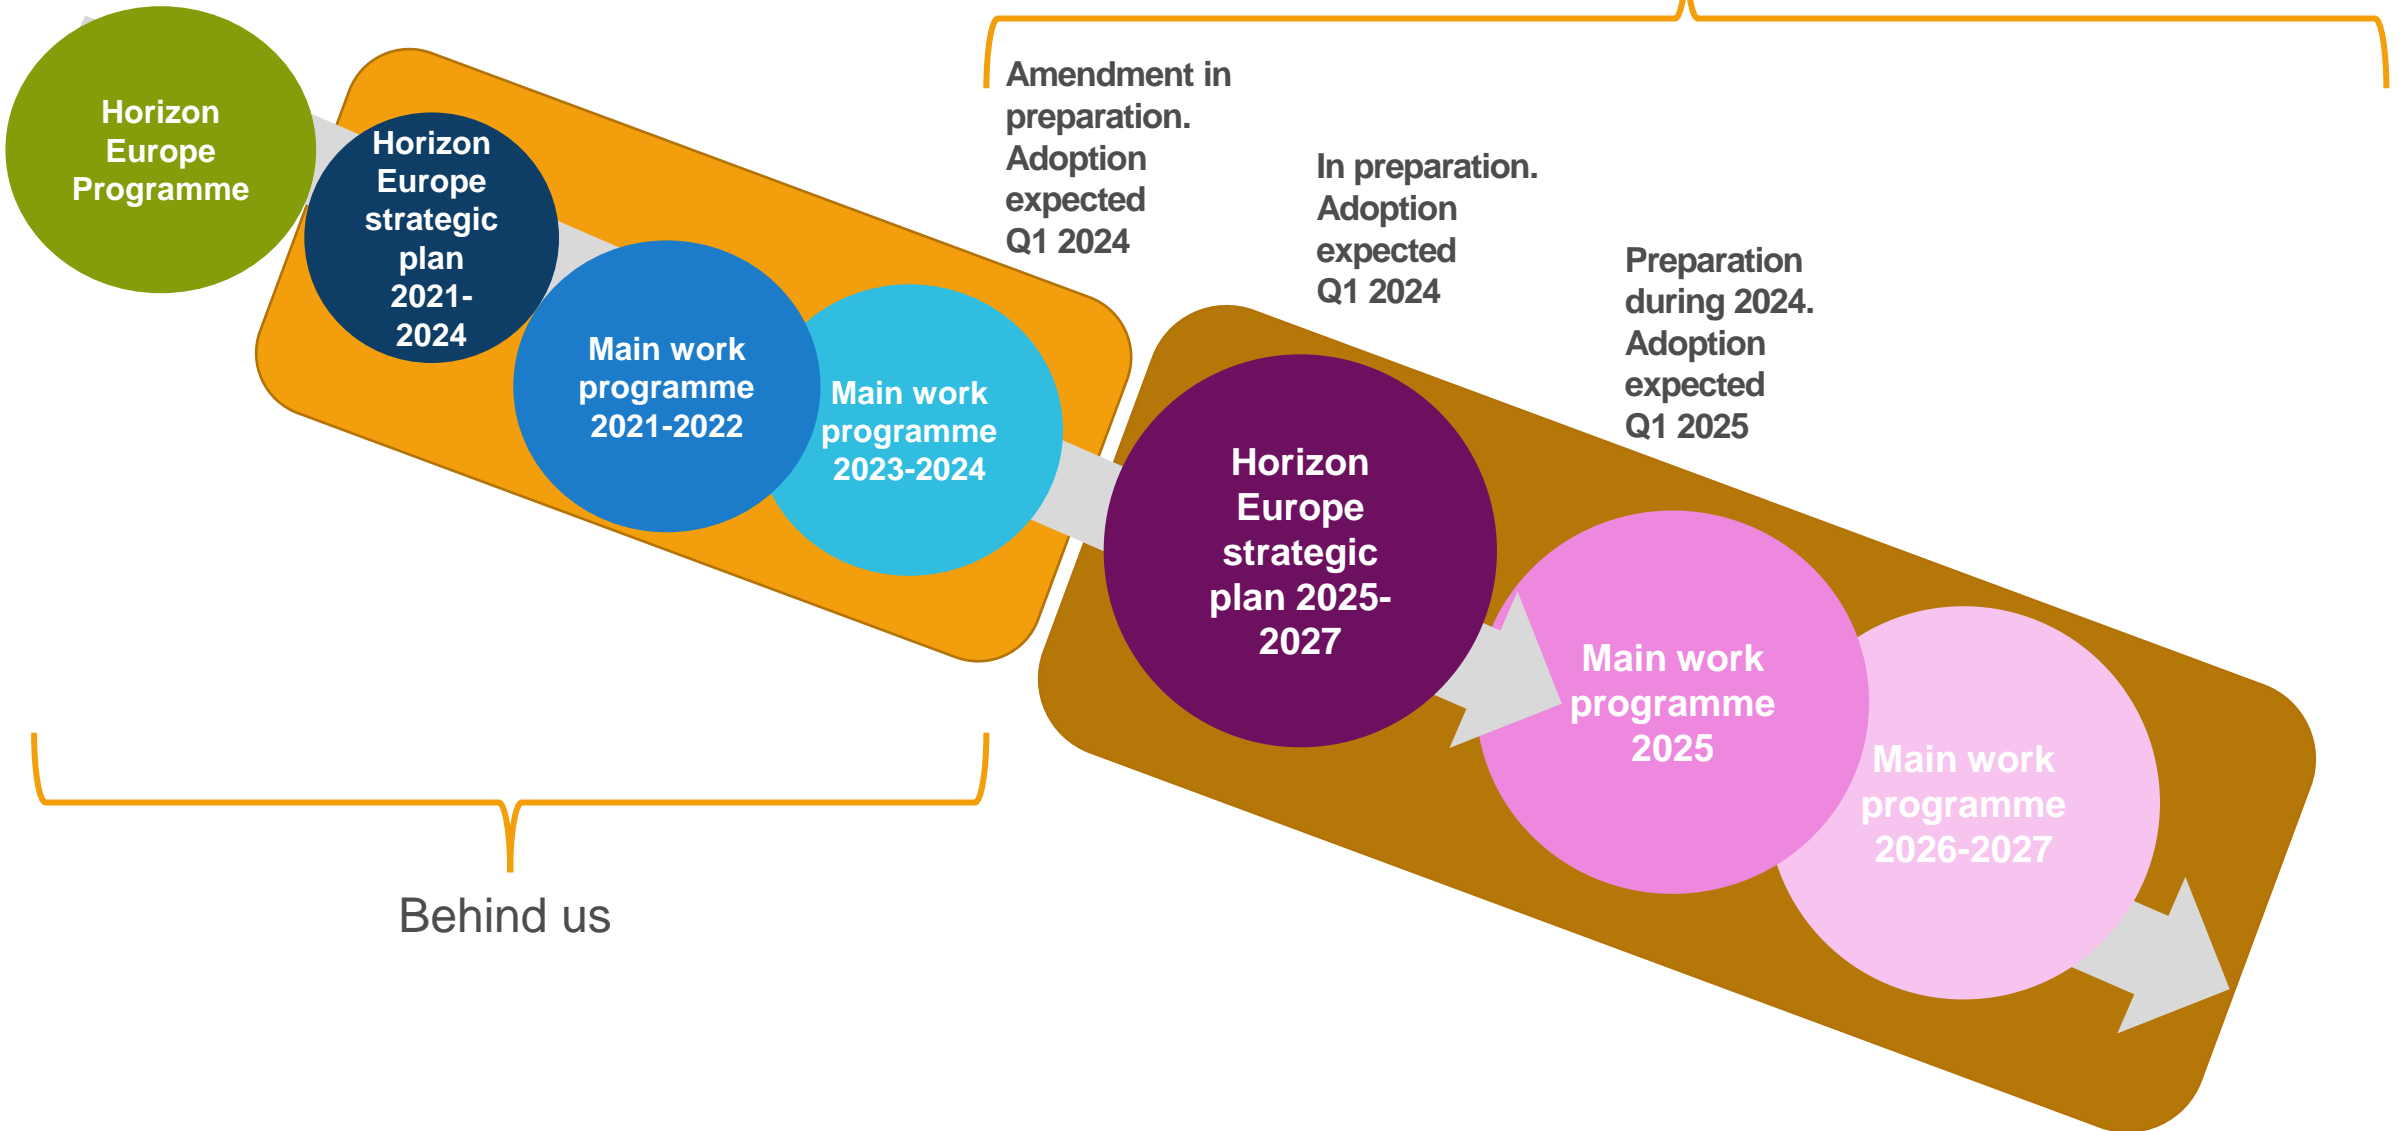 Horizon
Europe
Programme
Horizon
Europe
strategic
plan
2021-
2024
Main work
programme
2021-2022
Main work
programme
2023-2024
Amendment in
preparation.
Adoption
expected
Q1 2024
In preparation.
Adoption
expected
Q1 2024
Preparation
during 2024.
Adoption
expected
Q1 2025
Horizon
Europe
strategic
plan 2025-
2027
Main work
programme
2025
Main work
programme
2026-2027
Behind us